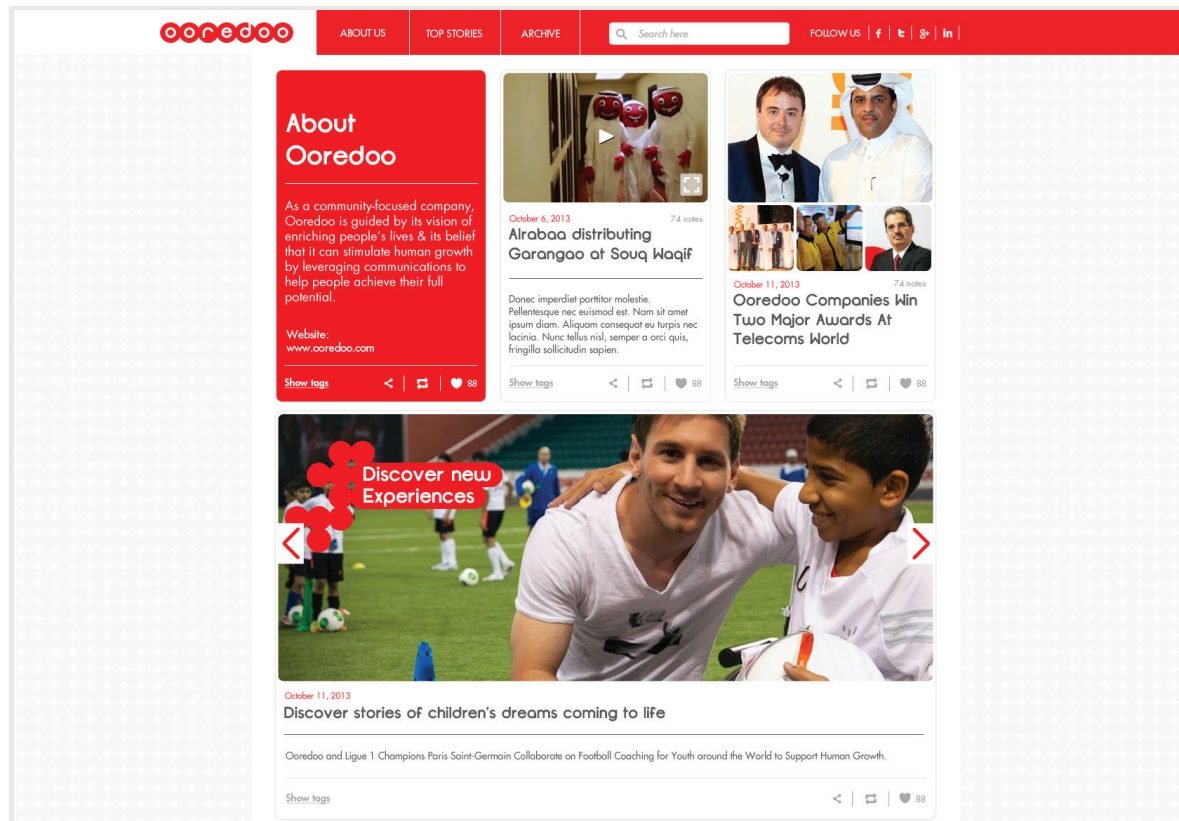 ooredoo
ABOUT US
TOP STORIES
ARCHIVE
Search here
FOLLOW US
About
Ooredoo
As a community-focused company,
Ooredoo is guided by its vision of
enriching people's lives & its belief
that it can stimulate human growth
by leveraging communications to
help people achieve their full
potential.
Website:
www.ooredoo.com
Show tags
88
October 6, 2013
74 notes
Alrabaa distributing
Garangao at Souq Waqif
Donec imperdiet porttitor molestie.
Pellentesque nec euismod est. Nam sit amet
ipsum diam. Aliquam consequat eu turpis nec
lacinia. Nunc tellus nisl, semper a orci quis,
fringilla sollicitudin sapien.
Show tags
88
October 11, 2013
74 notes
Ooredoo Companies Win
Two Major Awards At
Telecoms World
Show tags
88
Discover new
Experiences
October 11, 2013
Discover stories of children's dreams coming to life
Ooredoo and Ligue 1 Champions Paris Saint-Germain Collaborate on Football Coaching for Youth around the World to Support Human Growth.
Show tags
88